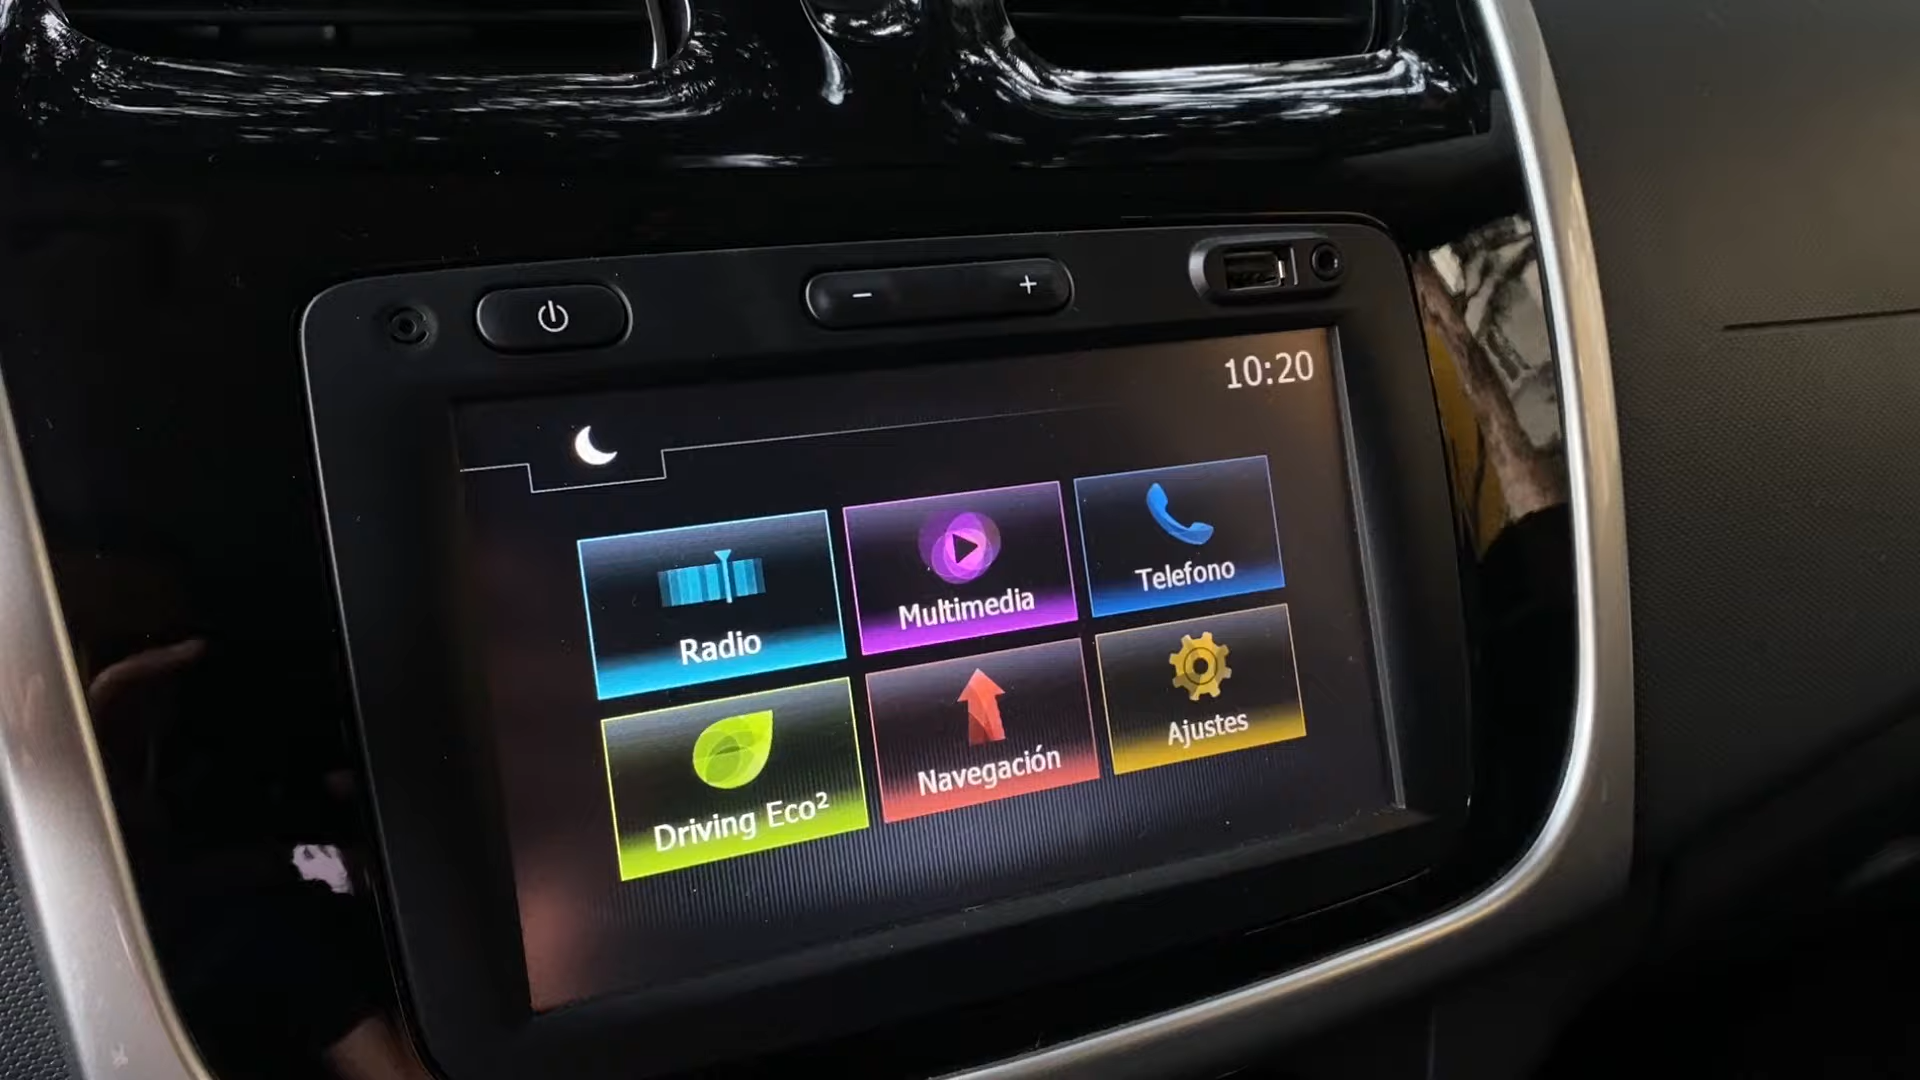 − +
10:20
Radio
Multimedia
Telefono
Driving Eco²
Navegación
Ajustes